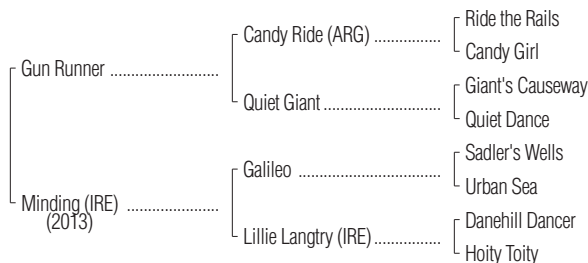 Ride the Rails
Candy Ride (ARG) ..................
Candy Girl
Gun Runner ........................
Giant's Causeway
Quiet Giant ...........................
Quiet Dance
Sadler's Wells
Galileo ................................
Urban Sea
Minding (IRE) ....................
(2013)
Danehill Dancer
Lillie Langtry (IRE) .................
Hoity Toity